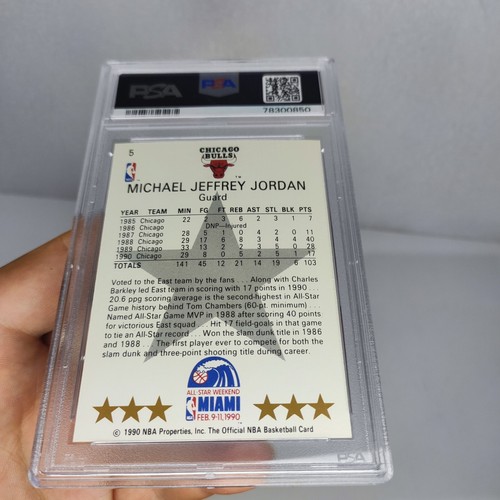 PSA
PSA
78300850
5
CHICAGO
BULLS
MICHAEL JEFFREY JORDAN
Guard
YEAR TEAM MIN FG FT REB AST STL BLK PTS
1985 Chicago 22 2 3 6 2 3 1 7
1986 Chicago DNP—Injured
1987 Chicago 28 5 1 0 4 2 0 11
1988 Chicago 29 17 6 8 3 4 4 40
1989 Chicago 33 13 2 2 3 5 0 28
1990 Chicago 29 8 0 5 2 5 1 17
TOTALS 141 45 12 21 14 19 6 103
Voted to the East team by the fans . . . Along with Charles
Barkley led East team in scoring with 17 points in 1990 . . .
20.6 ppg scoring average is the second-highest in All-Star
Game history behind Tom Chambers (60-pt. minimum) . . .
Named All-Star Game MVP in 1988 after scoring 40 points
for victorious East squad . . . Hit 17 field-goals in that game
to tie an All-Star record . . . Won the slam dunk title in 1986
and 1988 . . . The first player ever to compete for both the
slam dunk and three-point shooting title during career.
ALL-STAR WEEKEND
MIAMI
FEB. 9-11, 1990
© 1990 NBA Properties, Inc. The Official NBA Basketball Card
PSA